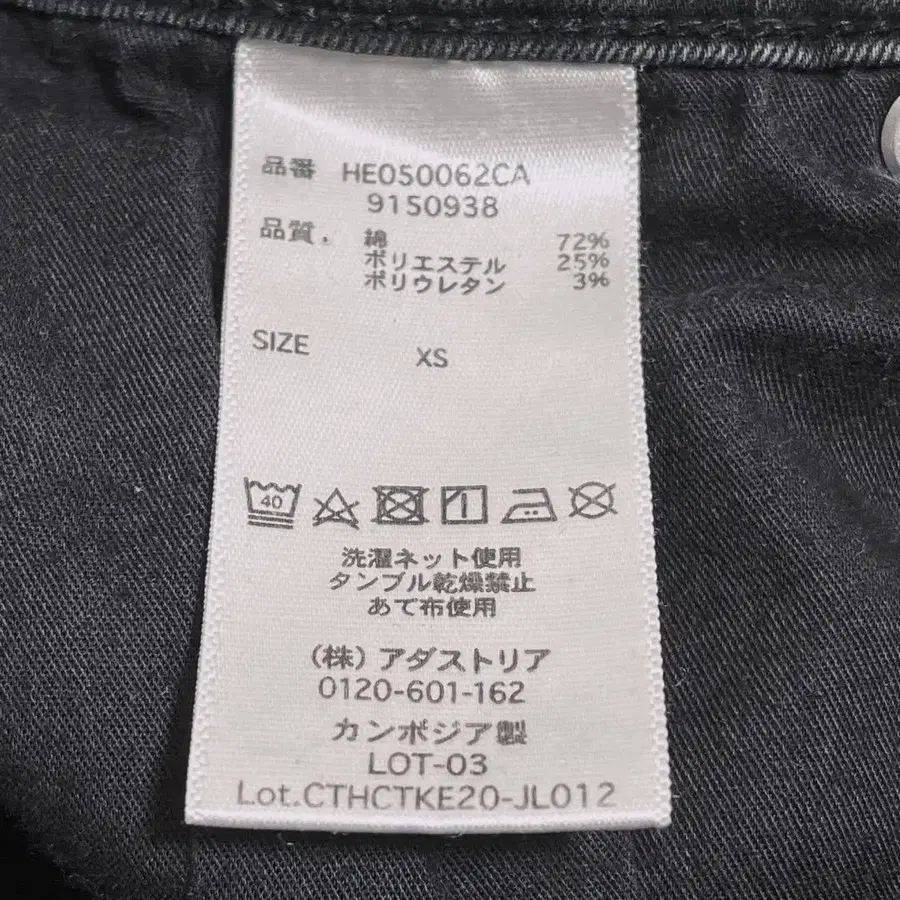 品番 HE050062CA
9150938
品質. 綿 72%
ポリエステル 25%
ポリウレタン 3%
SIZE XS
40
洗濯ネット使用
タンブル乾燥禁止
あて布使用
(株)アダストリア
0120-601-162
カンボジア製
LOT-03
Lot.CTHCTKE20-JL012